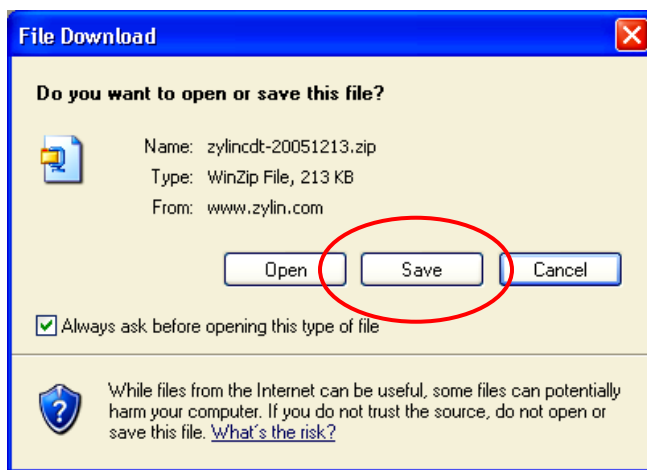 File Download
Do you want to open or save this file?
Name: zylincdt-20051213.zip
Type: WinZip File, 213 KB
From: www.zylin.com
Open Save Cancel
Always ask before opening this type of file
While files from the Internet can be useful, some files can potentially
harm your computer. If you do not trust the source, do not open or
save this file. What's the risk?